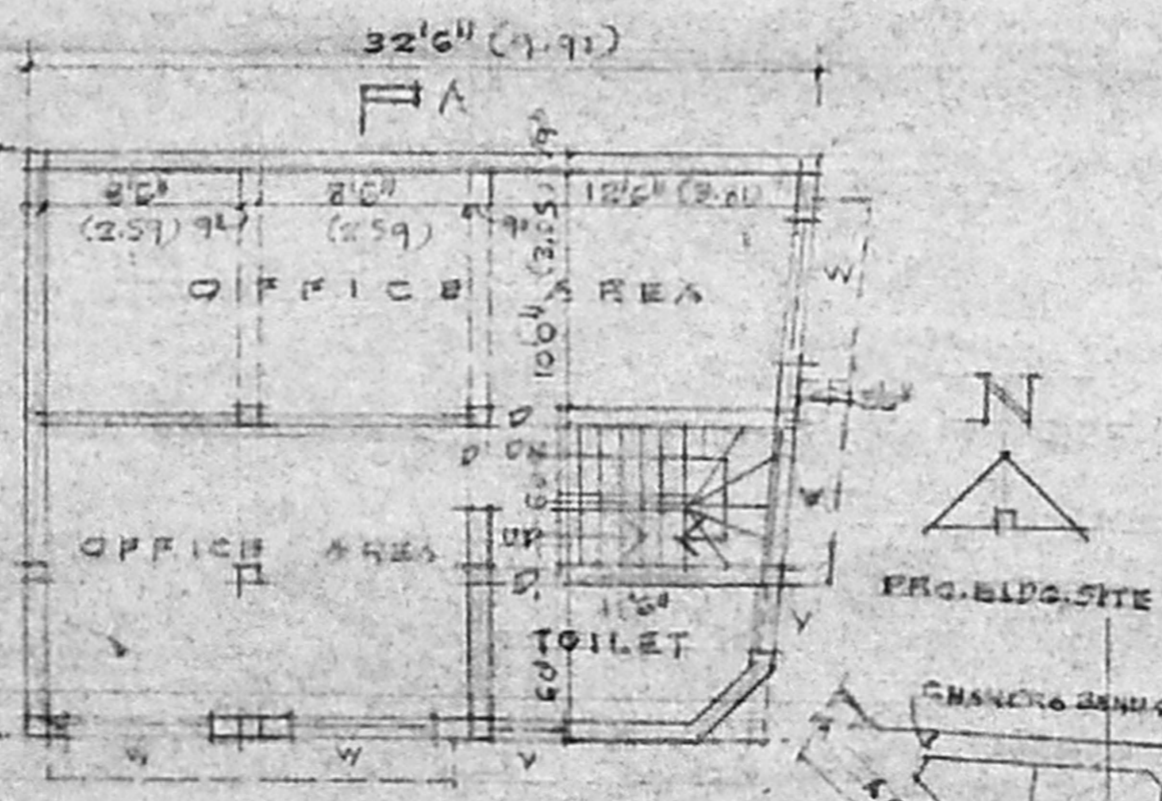 32'6" (9.91)
A
8'6" 8'6" 12'6" (3.81)
(2.59) 9" (2.59) 9"
OFFICE AREA
W
10'0" (3.05)
N
D
D DN
W
6'0"
OFFICE AREA UP
D
PRO.BLDG.SITE
11'6"
V
TOILET
6'0"
W W V